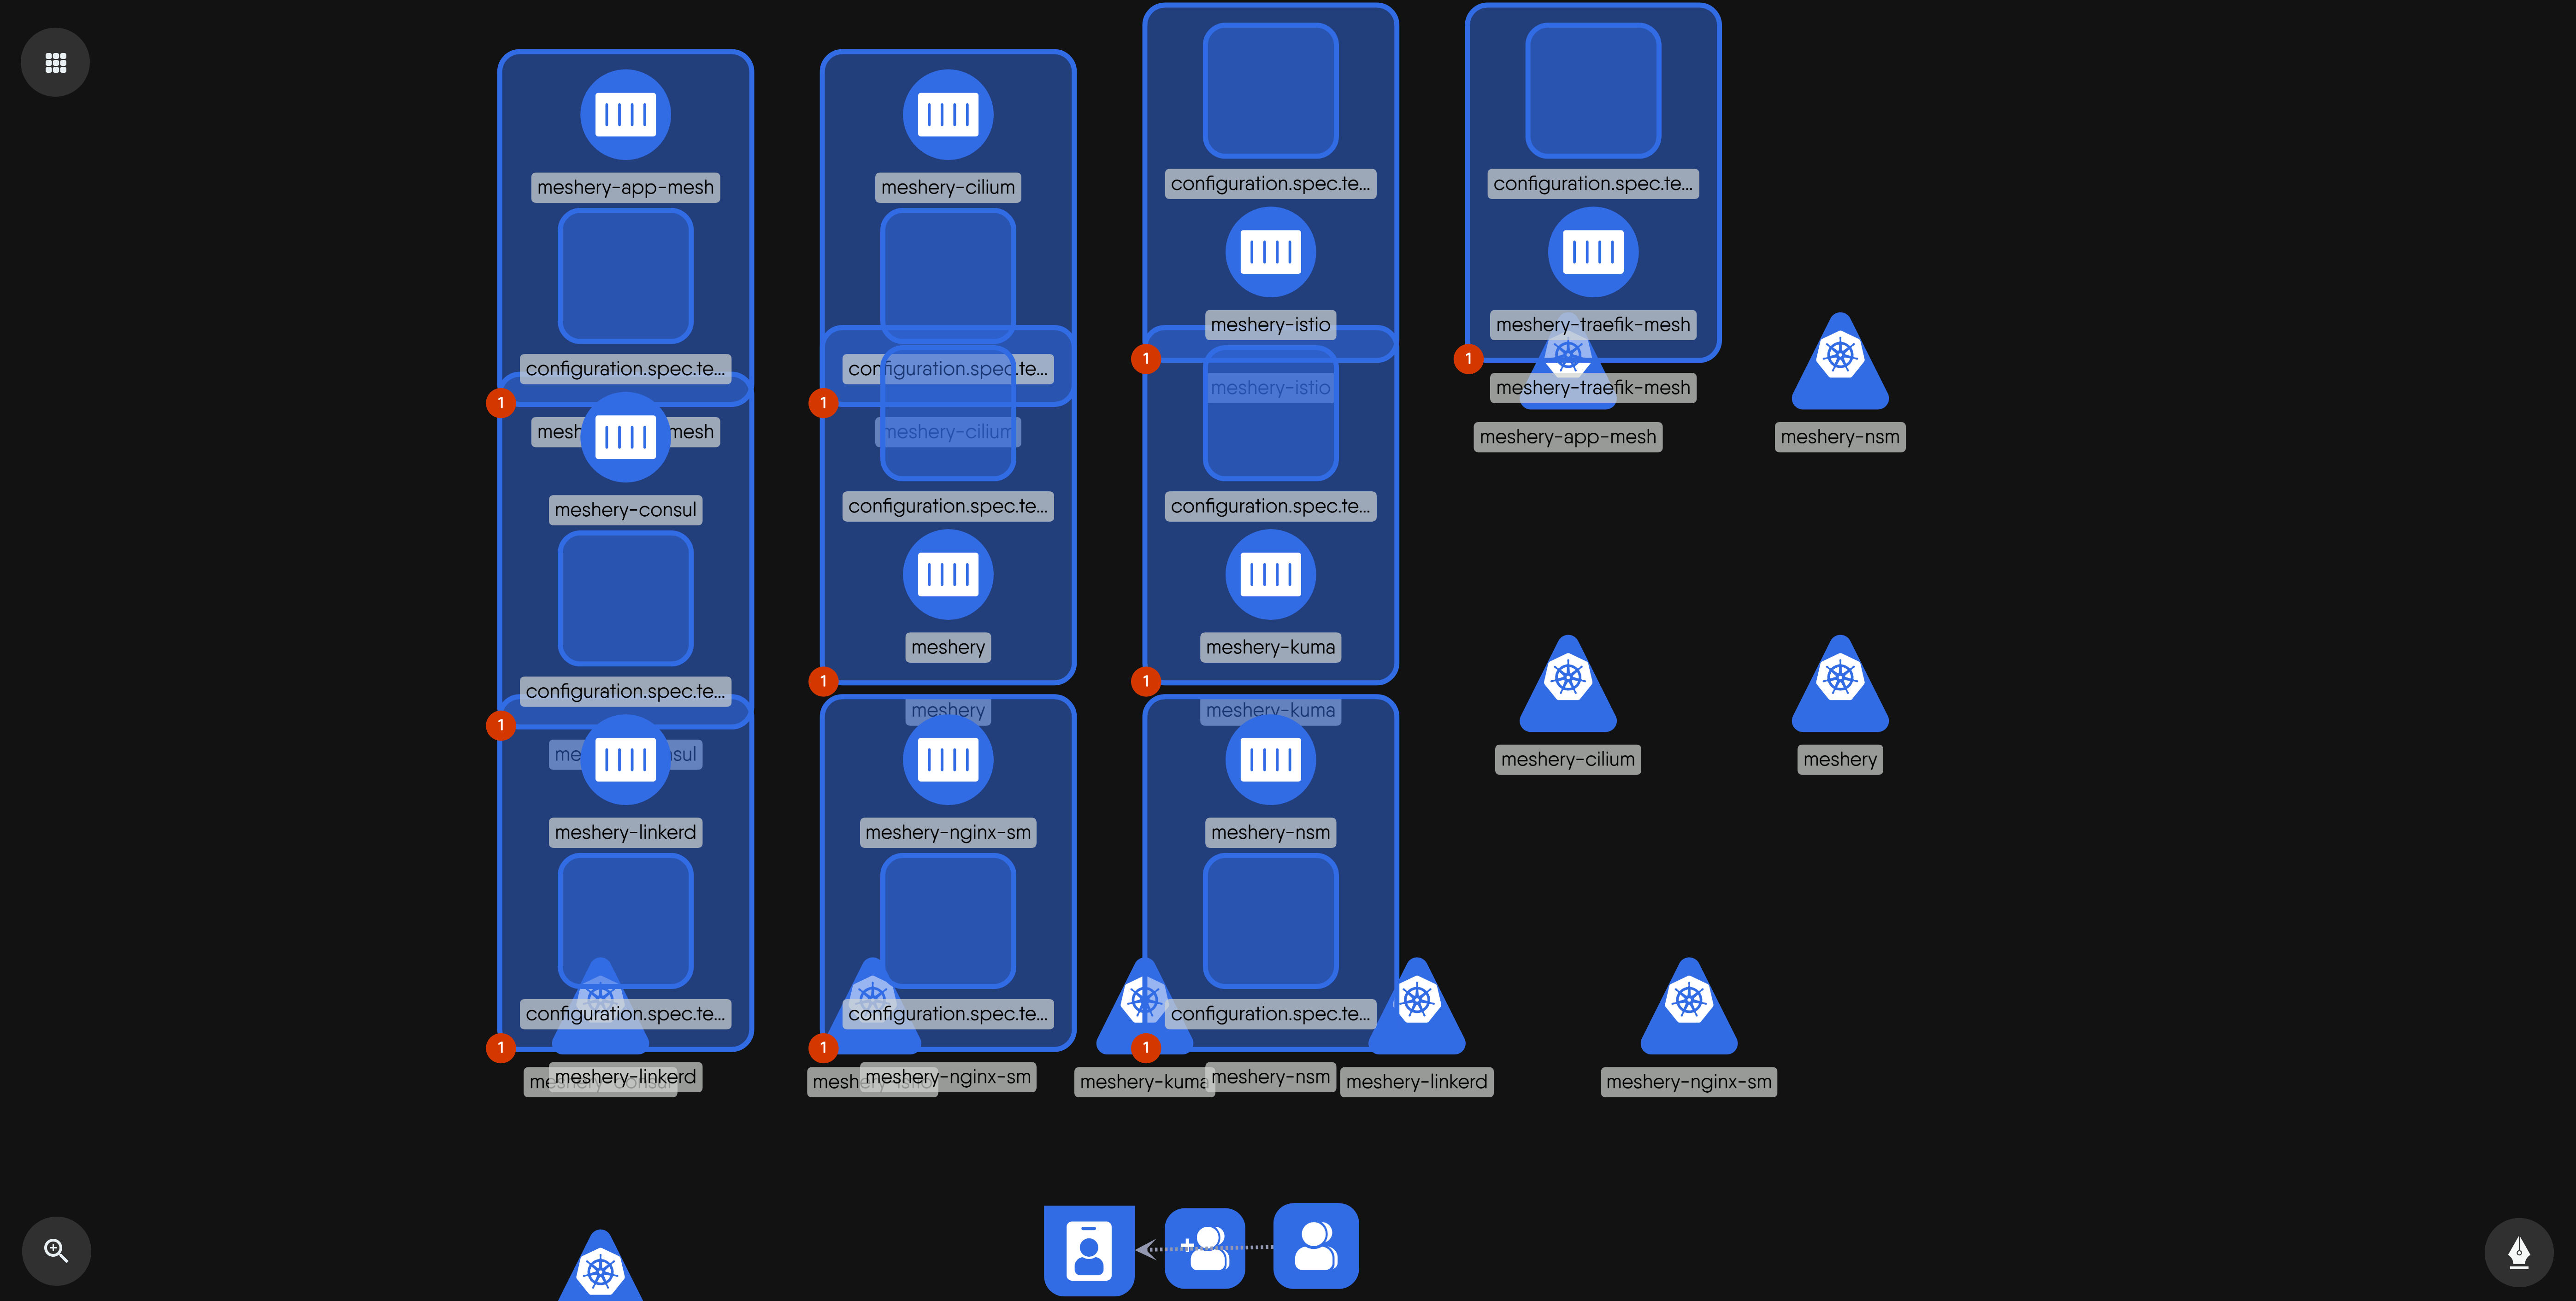 meshery-app-mesh
configuration.spec.te...
1
mesh mesh
meshery-consul
configuration.spec.te...
1
meshery-linkerd
configuration.spec.te...
1
meshery-linkerd
meshery-cilium
configuration.spec.te...
1
meshery-cilium
configuration.spec.te...
meshery
1
meshery
meshery-nginx-sm
configuration.spec.te...
1
meshery-nginx-sm
configuration.spec.te...
meshery-istio
1
meshery-istio
configuration.spec.te...
meshery-kuma
1
meshery-kuma
meshery-nsm
configuration.spec.te...
1
meshery-kuma
meshery-nsm
meshery-linkerd
configuration.spec.te...
meshery-traefik-mesh
1
meshery-traefik-mesh
meshery-app-mesh
meshery-nsm
meshery-cilium
meshery
meshery-nginx-sm